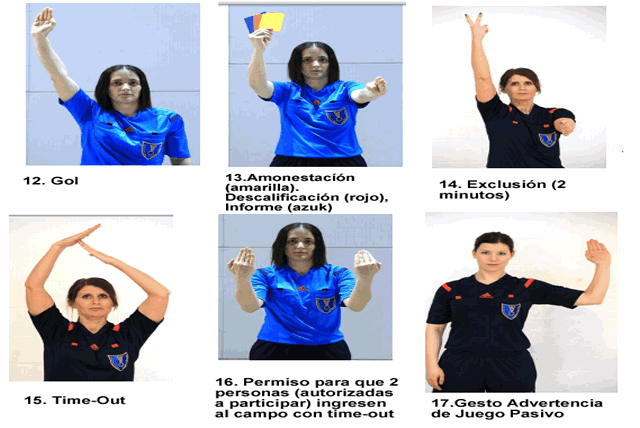 12. Gol
13.Amonestación
(amarilla).
Descalificación (rojo),
Informe (azuk)
14. Exclusión (2
minutos)
15. Time-Out
16. Permiso para que 2
personas (autorizadas
a participar) ingresen
al campo con time-out
17.Gesto Advertencia
de Juego Pasivo